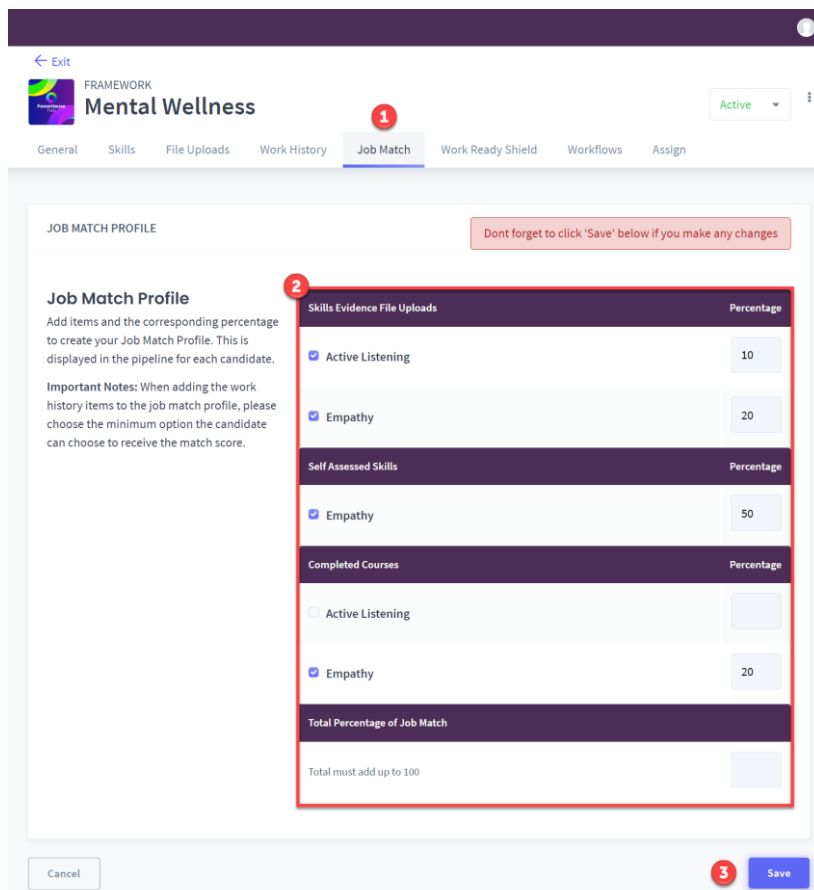 ← Exit
FRAMEWORK
Mental Wellness
Active
1
General Skills File Uploads Work History Job Match Work Ready Shield Workflows Assign
JOB MATCH PROFILE
Dont forget to click 'Save' below if you make any changes
Job Match Profile
Add items and the corresponding percentage
to create your Job Match Profile. This is
displayed in the pipeline for each candidate.
Important Notes: When adding the work
history items to the job match profile, please
choose the minimum option the candidate
can choose to receive the match score.
2
Skills Evidence File Uploads Percentage
Active Listening 10
Empathy 20
Self Assessed Skills Percentage
Empathy 50
Completed Courses Percentage
Active Listening
Empathy 20
Total Percentage of Job Match
Total must add up to 100
Cancel
3
Save